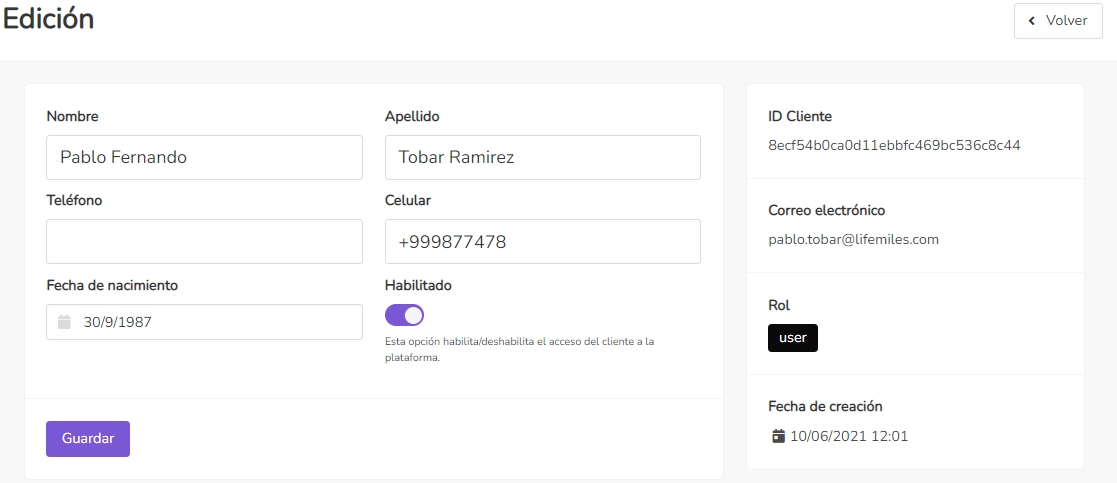 Edición
Volver
Nombre
Apellido
Pablo Fernando
Tobar Ramirez
Teléfono
Celular
+999877478
Fecha de nacimiento
Habilitado
30/9/1987
Esta opción habilita/deshabilita el acceso del cliente a la
plataforma.
Guardar
ID Cliente
8ecf54b0ca0d11ebbfc469bc536c8c44
Correo electrónico
pablo.tobar@lifemiles.com
Rol
user
Fecha de creación
10/06/2021 12:01